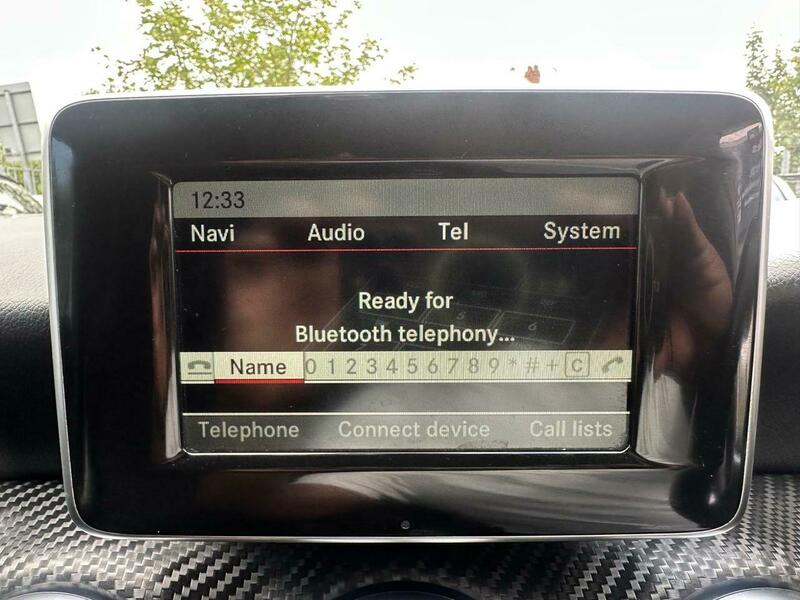 12:33
Navi Audio Tel System
Ready for
Bluetooth telephony...
Name 0 1 2 3 4 5 6 7 8 9 * # + C
Telephone Connect device Call lists